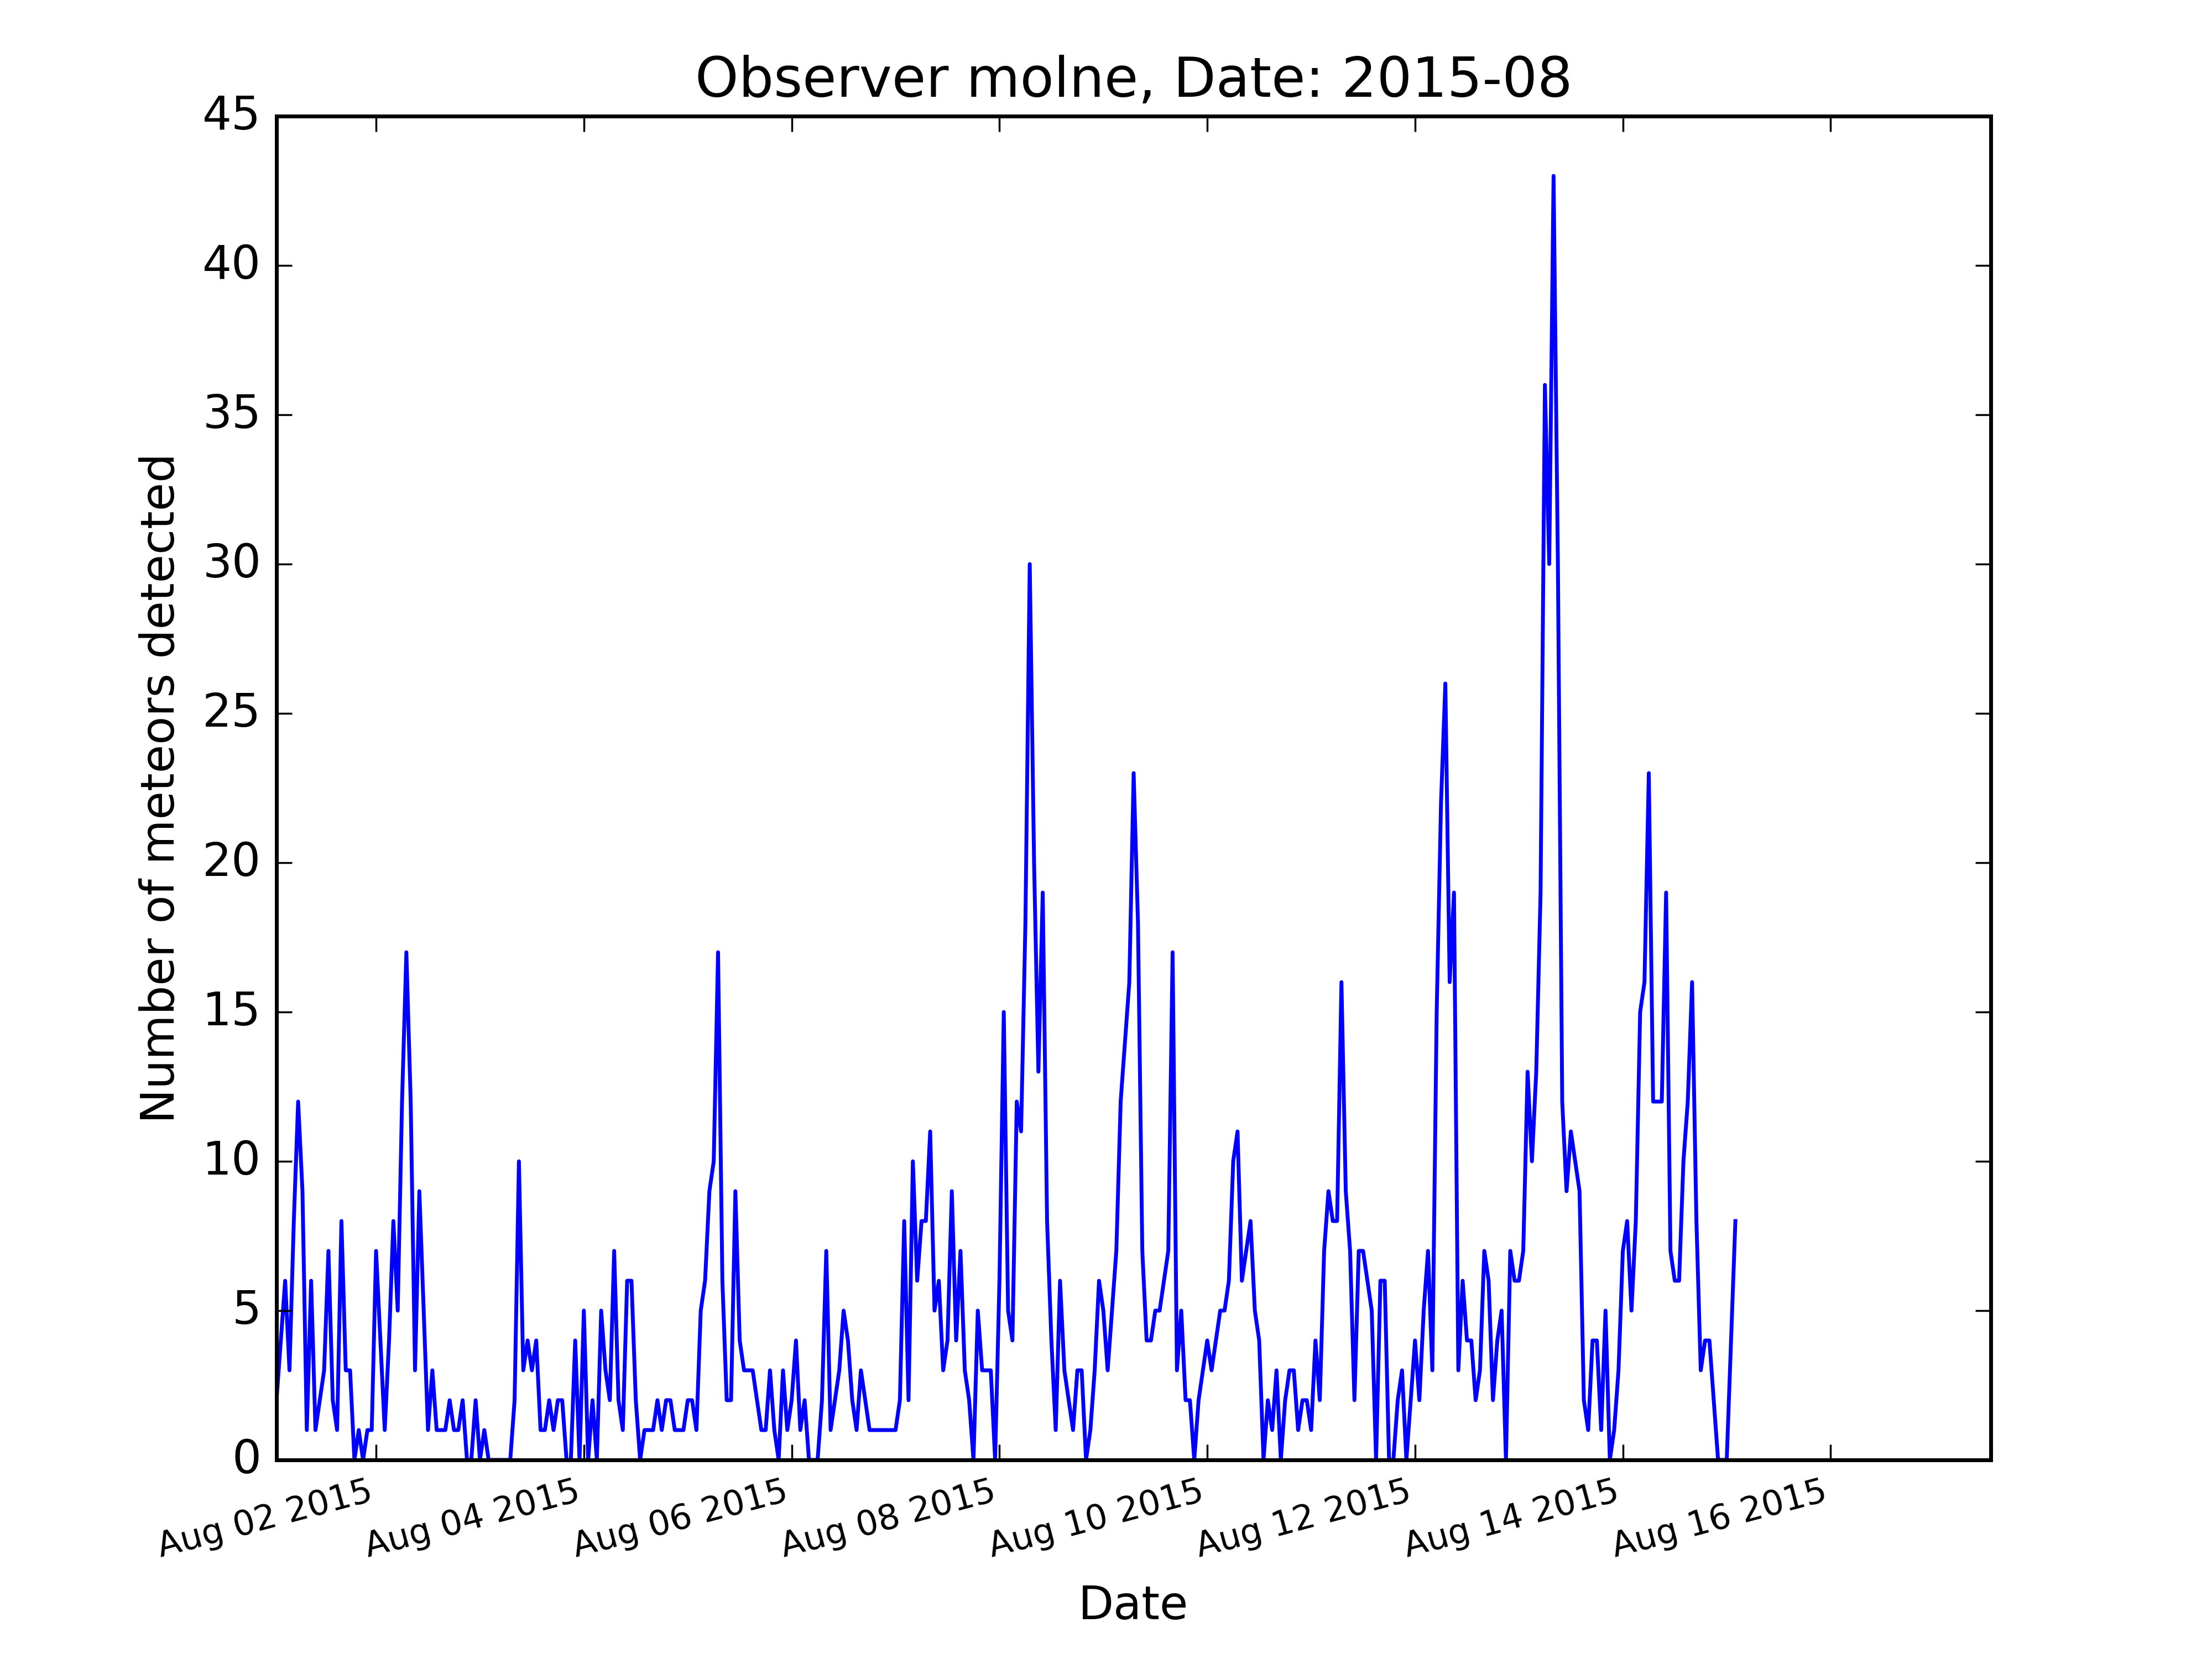 Observer molne, Date: 2015-08
45
40
35
30
25
20
15
10
5
0
Number of meteors detected
Aug 02 2015
Aug 04 2015
Aug 06 2015
Aug 08 2015
Aug 10 2015
Aug 12 2015
Aug 14 2015
Aug 16 2015
Date